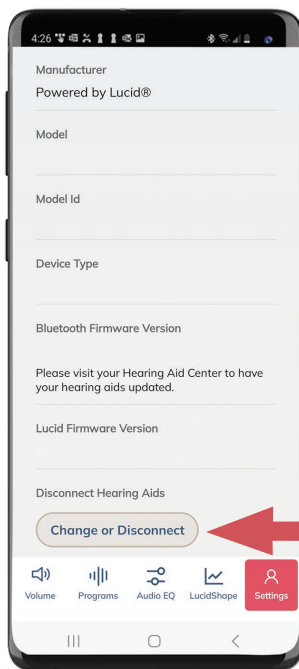 4:26
Manufacturer
Powered by Lucid®
Model
Model Id
Device Type
Bluetooth Firmware Version
Please visit your Hearing Aid Center to have
your hearing aids updated.
Lucid Firmware Version
Disconnect Hearing Aids
Change or Disconnect
Volume Programs Audio EQ LucidShape Settings